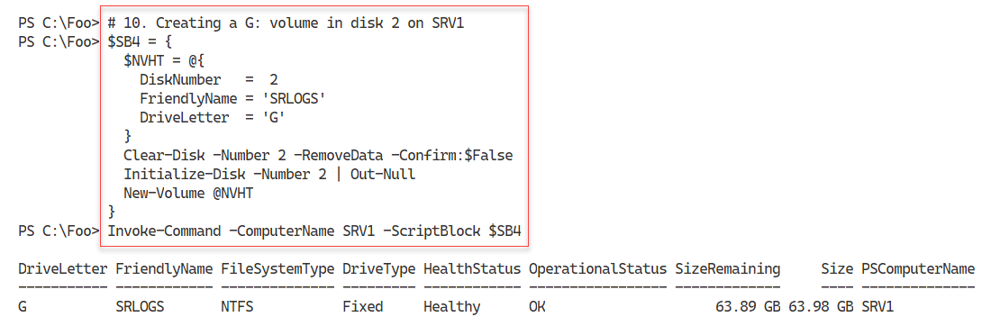 PS C:\Foo> # 10. Creating a G: volume in disk 2 on SRV1
PS C:\Foo> $SB4 = {
  $NVHT = @{
    DiskNumber   =  2
    FriendlyName = 'SRLOGS'
    DriveLetter  = 'G'
  }
  Clear-Disk -Number 2 -RemoveData -Confirm:$False
  Initialize-Disk -Number 2 | Out-Null
  New-Volume @NVHT
}
PS C:\Foo> Invoke-Command -ComputerName SRV1 -ScriptBlock $SB4
DriveLetter FriendlyName FileSystemType DriveType HealthStatus OperationalStatus SizeRemaining     Size PSComputerName
----------- ------------ -------------- --------- ------------ ----------------- -------------     ---- --------------
G           SRLOGS       NTFS           Fixed     Healthy      OK                     63.89 GB 63.98 GB SRV1